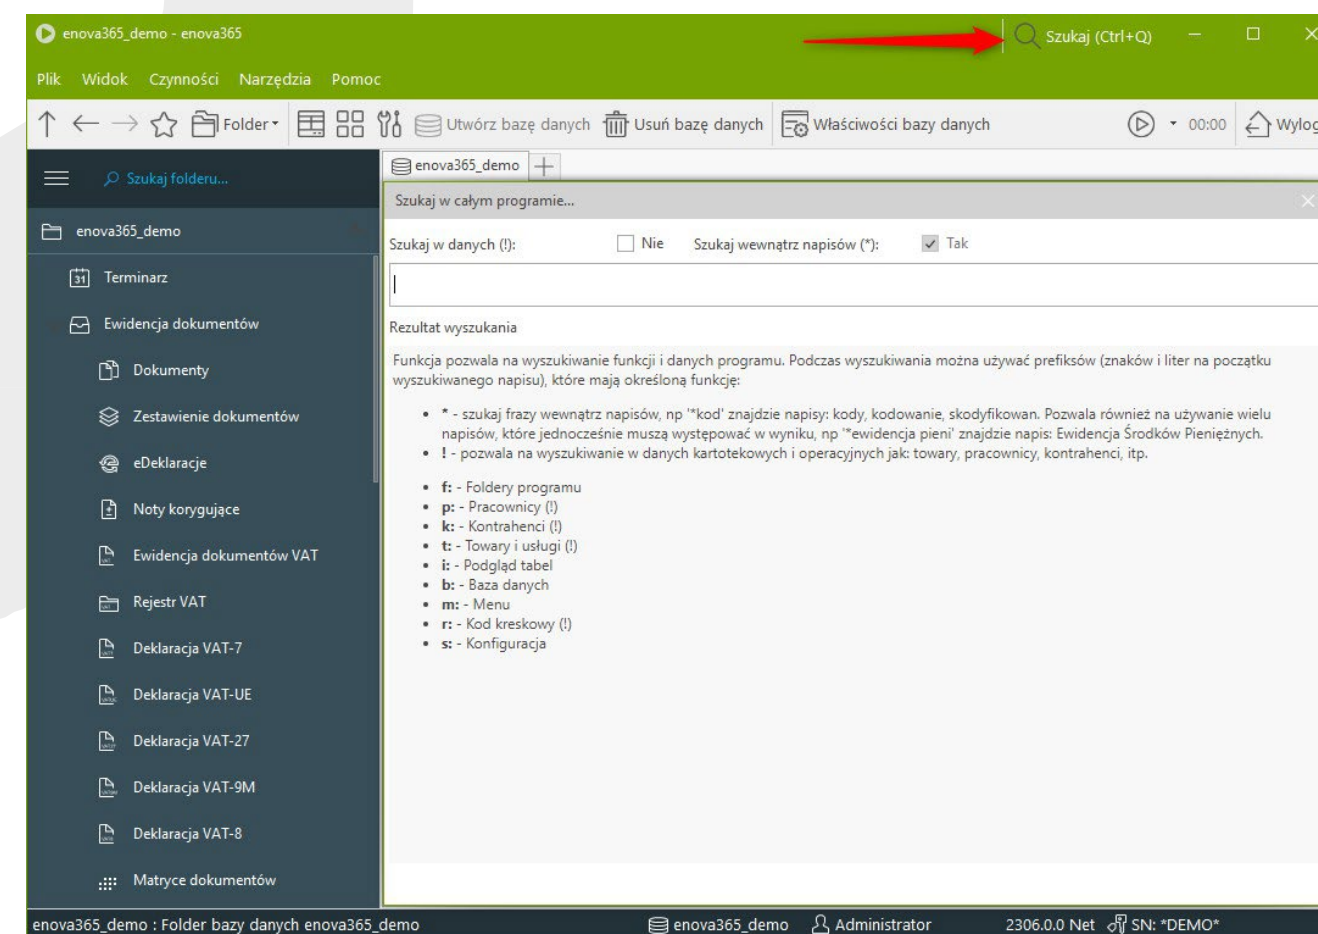 enova365_demo - enova365
Szukaj (Ctrl+Q)
Plik Widok Czynności Narzędzia Pomoc
Folder Utwórz bazę danych Usuń bazę danych Właściwości bazy danych 00:00 Wylog
Szukaj folderu...
enova365_demo
Terminarz
31
Ewidencja dokumentów
Dokumenty
Zestawienie dokumentów
eDeklaracje
Noty korygujące
Ewidencja dokumentów VAT
Rejestr VAT
Deklaracja VAT-7
Deklaracja VAT-UE
Deklaracja VAT-27
Deklaracja VAT-9M
Deklaracja VAT-8
Matryce dokumentów
enova365_demo
Szukaj w całym programie...
Szukaj w danych (!): Nie Szukaj wewnątrz napisów (*): Tak
Rezultat wyszukania
Funkcja pozwala na wyszukiwanie funkcji i danych programu. Podczas wyszukiwania można używać prefiksów (znaków i liter na początku
wyszukiwanego napisu), które mają określoną funkcję:
• * - szukaj frazy wewnątrz napisów, np '*kod' znajdzie napisy: kody, kodowanie, skodyfikowan. Pozwala również na używanie wielu
napisów, które jednocześnie muszą występować w wyniku, np '*ewidencja pieni' znajdzie napis: Ewidencja Środków Pieniężnych.
• ! - pozwala na wyszukiwanie w danych kartotekowych i operacyjnych jak: towary, pracownicy, kontrahenci, itp.
• f: - Foldery programu
• p: - Pracownicy (!)
• k: - Kontrahenci (!)
• t: - Towary i usługi (!)
• i: - Podgląd tabel
• b: - Baza danych
• m: - Menu
• r: - Kod kreskowy (!)
• s: - Konfiguracja
enova365_demo : Folder bazy danych enova365_demo enova365_demo Administrator 2306.0.0 Net SN: *DEMO*